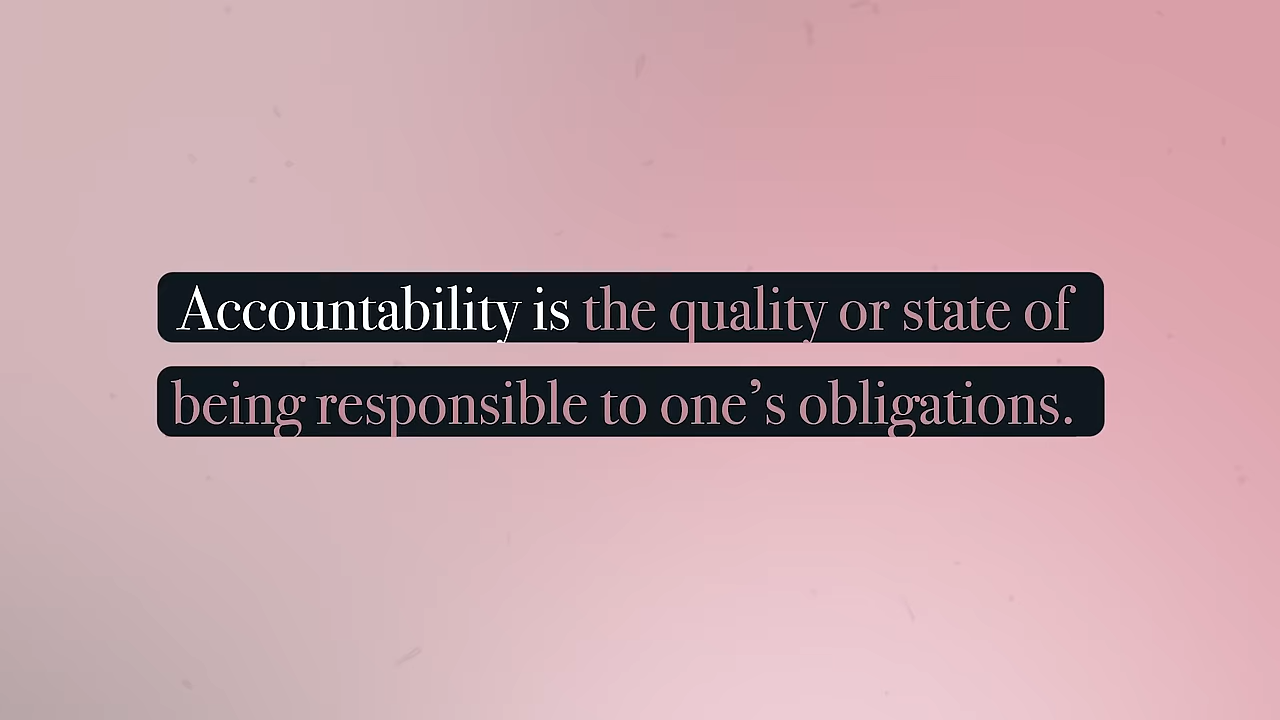 Accountability is the quality or state of
being responsible to one’s obligations.